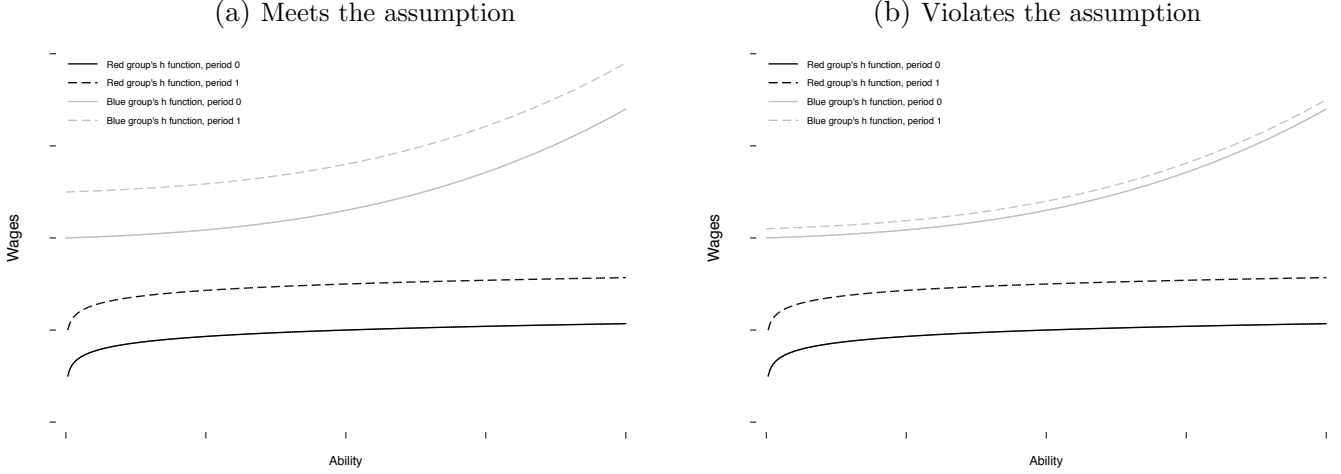 (a) Meets the assumption
Red group's h function, period 0
Red group's h function, period 1
Blue group's h function, period 0
Blue group's h function, period 1
Wages
Ability
(b) Violates the assumption
Red group's h function, period 0
Red group's h function, period 1
Blue group's h function, period 0
Blue group's h function, period 1
Wages
Ability